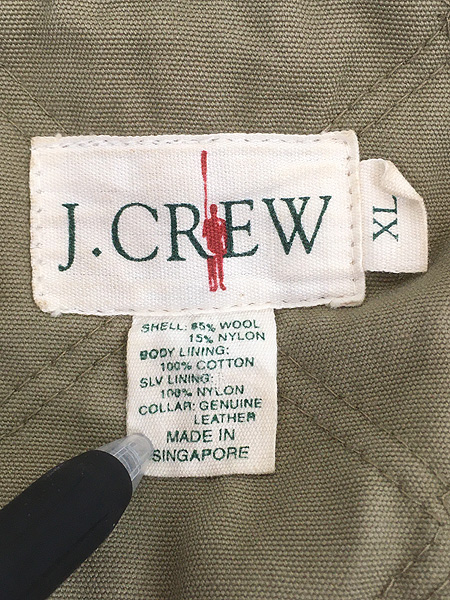 J.CREW
XL
SHELL: 85% WOOL
15% NYLON
BODY LINING:
100% COTTON
SLV LINING:
100% NYLON
COLLAR: GENUINE
LEATHER
MADE IN
SINGAPORE